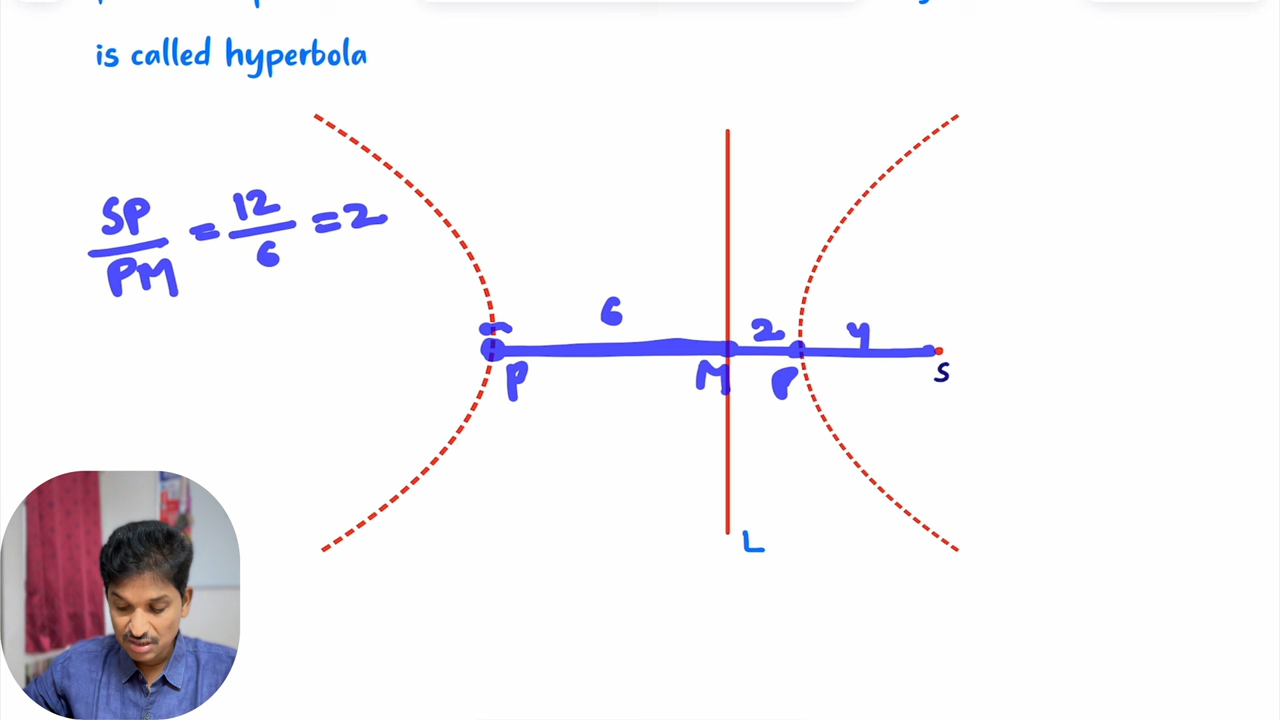 is called hyperbola
SP/PM = 12/6 = 2
6
2
4
P
M
P
S
L